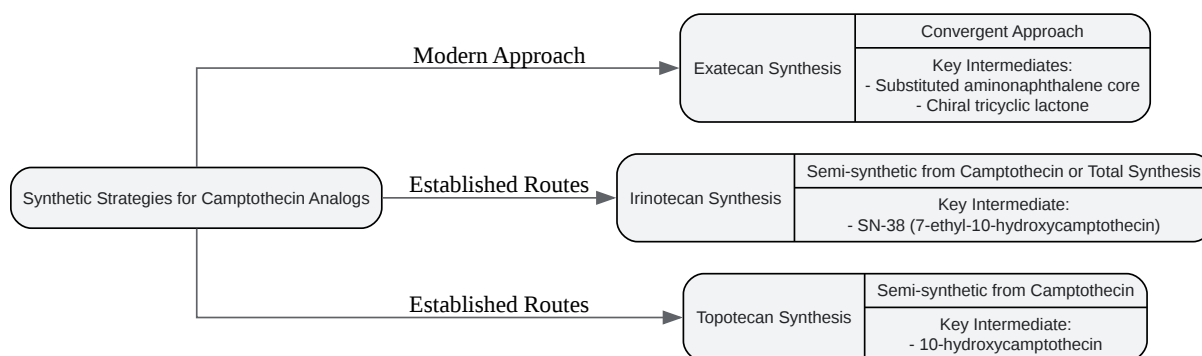 Modern Approach
Exatecan Synthesis
Convergent Approach
Key Intermediates:
- Substituted aminonaphthalene core
- Chiral tricyclic lactone
Synthetic Strategies for Camptothecin Analogs
Established Routes
Irinotecan Synthesis
Semi-synthetic from Camptothecin or Total Synthesis
Key Intermediate:
- SN-38 (7-ethyl-10-hydroxycamptothecin)
Established Routes
Topotecan Synthesis
Semi-synthetic from Camptothecin
Key Intermediate:
- 10-hydroxycamptothecin